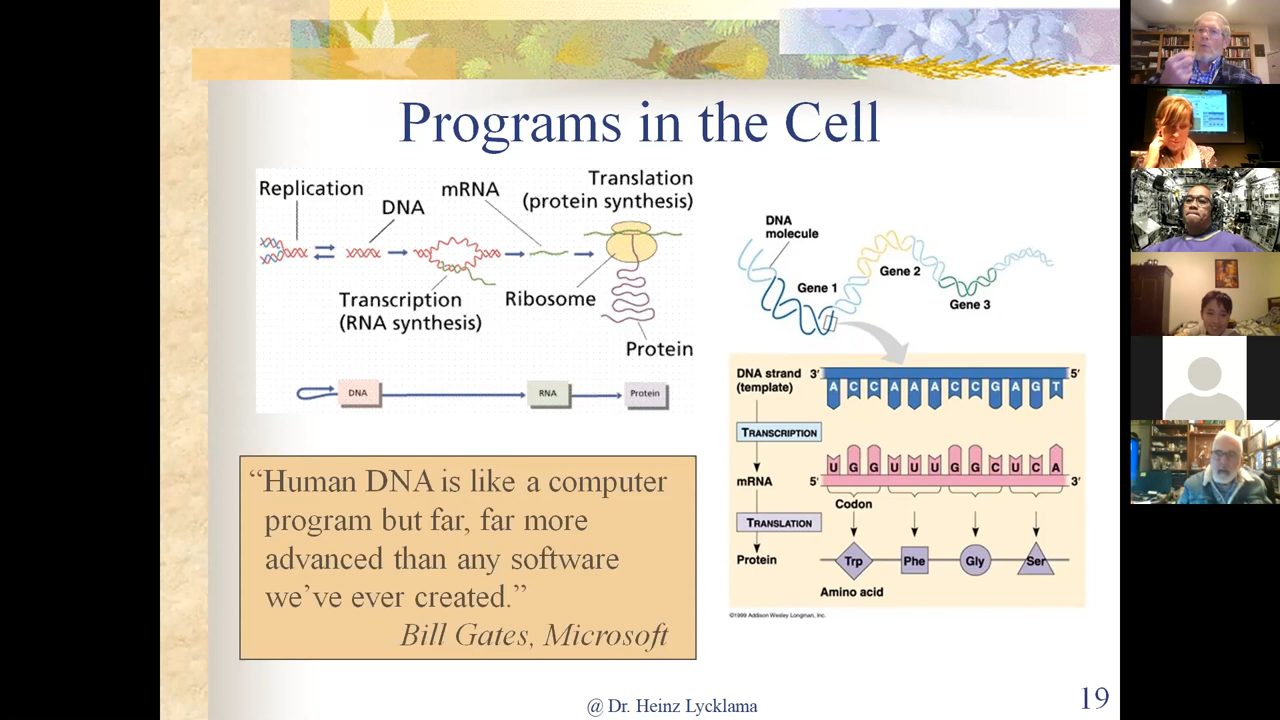 Programs in the Cell
Replication
DNA
mRNA
Translation
(protein synthesis)
Transcription
(RNA synthesis)
Ribosome
Protein
DNA
RNA
Protein
“Human DNA is like a computer
program but far, far more
advanced than any software
we’ve ever created.”
Bill Gates, Microsoft
DNA
molecule
Gene 1
Gene 2
Gene 3
DNA strand
(template)
3′
A C C A A A C C G A G T
5′
TRANSCRIPTION
mRNA
5′
U G G U U U G G C U C A
3′
Codon
TRANSLATION
Protein
Trp
Phe
Gly
Ser
Amino acid
©1999 Addison Wesley Longman, Inc.
@ Dr. Heinz Lycklama
19